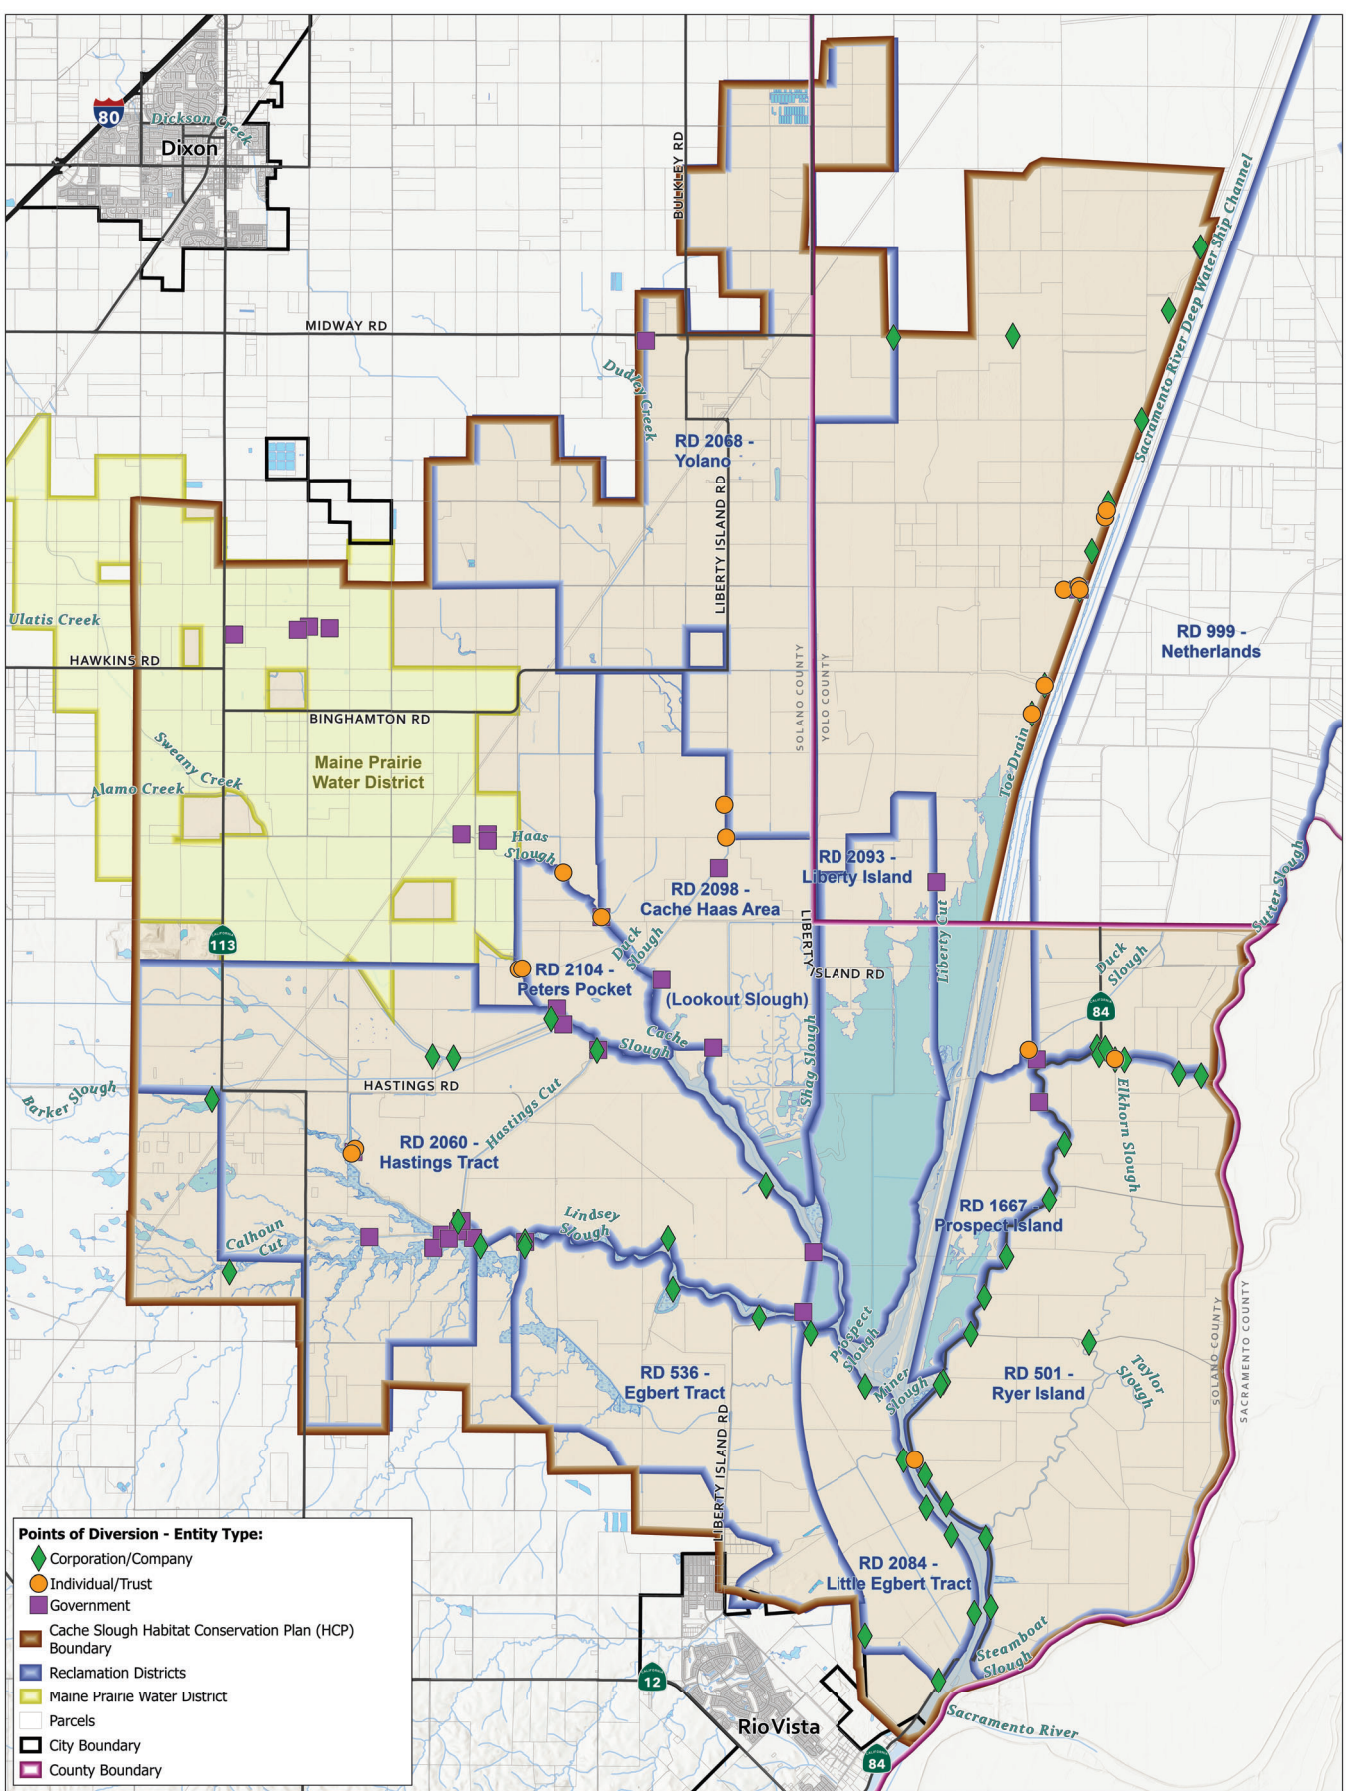 80
Dickson Creek
Dixon
BULKLEY RD
Sacramento River Deep Water Ship Channel
MIDWAY RD
Dudley Creek
RD 2068 -
Yolano
LIBERTY ISLAND RD
Ulatis Creek
HAWKINS RD
RD 999 -
Netherlands
SOLANO COUNTY
YOLO COUNTY
BINGHAMTON RD
Sweany Creek
Maine Prairie
Water District
Alamo Creek
Toe Drain
Haas
Slough
RD 2093 -
Liberty Island
RD 2098 -
Cache Haas Area
Sutter Slough
113
Duck
Slough
LIBERTY
ISLAND RD
Liberty Cut
Duck
Slough
RD 2104 -
Peters Pocket
(Lookout Slough)
84
Cache
Slough
Shag Slough
HASTINGS RD
Barker Slough
Hastings Cut
Elkhorn Slough
RD 2060 -
Hastings Tract
RD 1667 -
Prospect Island
Lindsey
Slough
Calhoun
Cut
SOLANO COUNTY
SACRAMENTO COUNTY
Prospect
Slough
RD 536 -
Egbert Tract
Miner
Slough
RD 501 -
Ryer Island
Taylor
Slough
LIBERTY ISLAND RD
RD 2084 -
Little Egbert Tract
Steamboat
Slough
12
Rio Vista
Sacramento River
84
Points of Diversion - Entity Type:
Corporation/Company
Individual/Trust
Government
Cache Slough Habitat Conservation Plan (HCP)
Boundary
Reclamation Districts
Maine Prairie Water District
Parcels
City Boundary
County Boundary